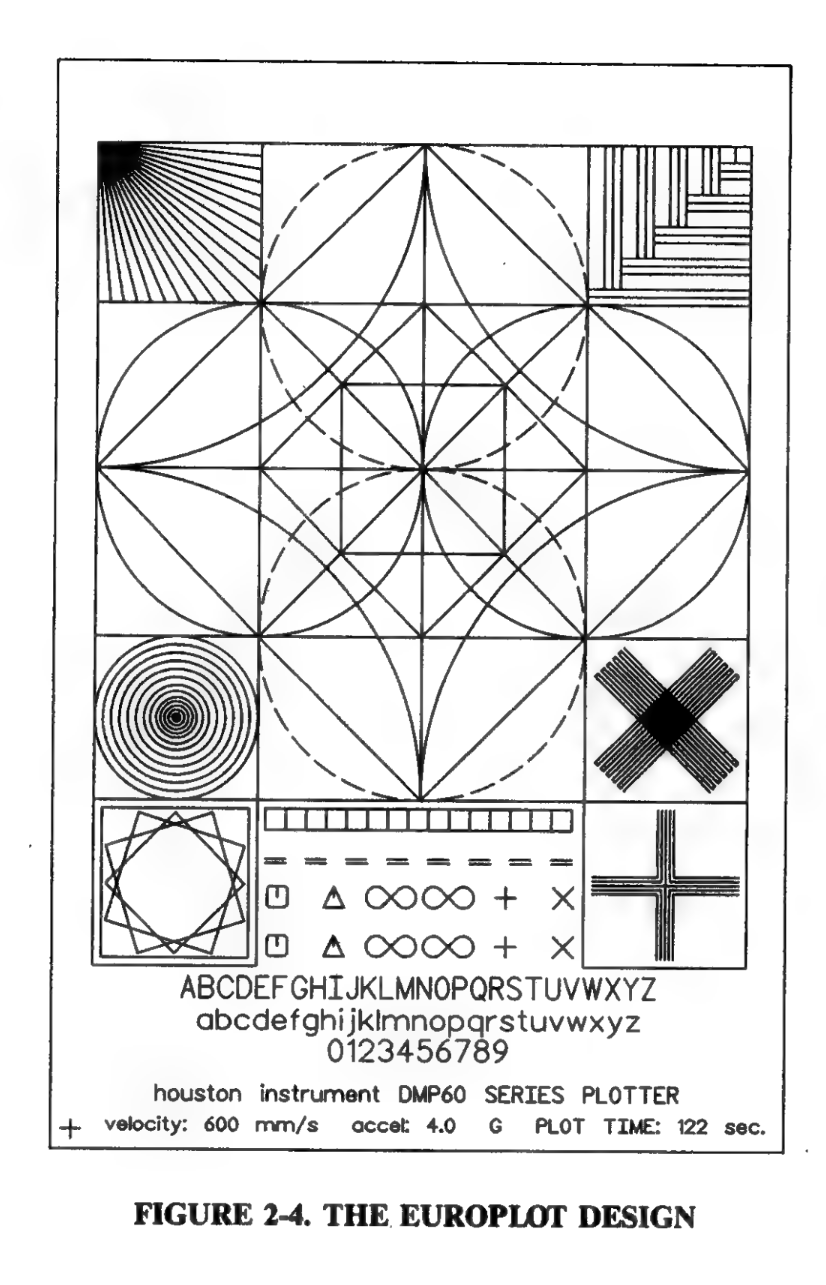 ABCDEFGHIJKLMNOPQRSTUVWXYZ
abcdefghijklmnopqrstuvwxyz
0123456789
houston instrument DMP60 SERIES PLOTTER
velocity: 600 mm/s accel: 4.0 G PLOT TIME: 122 sec.
FIGURE 2-4. THE EUROPLOT DESIGN